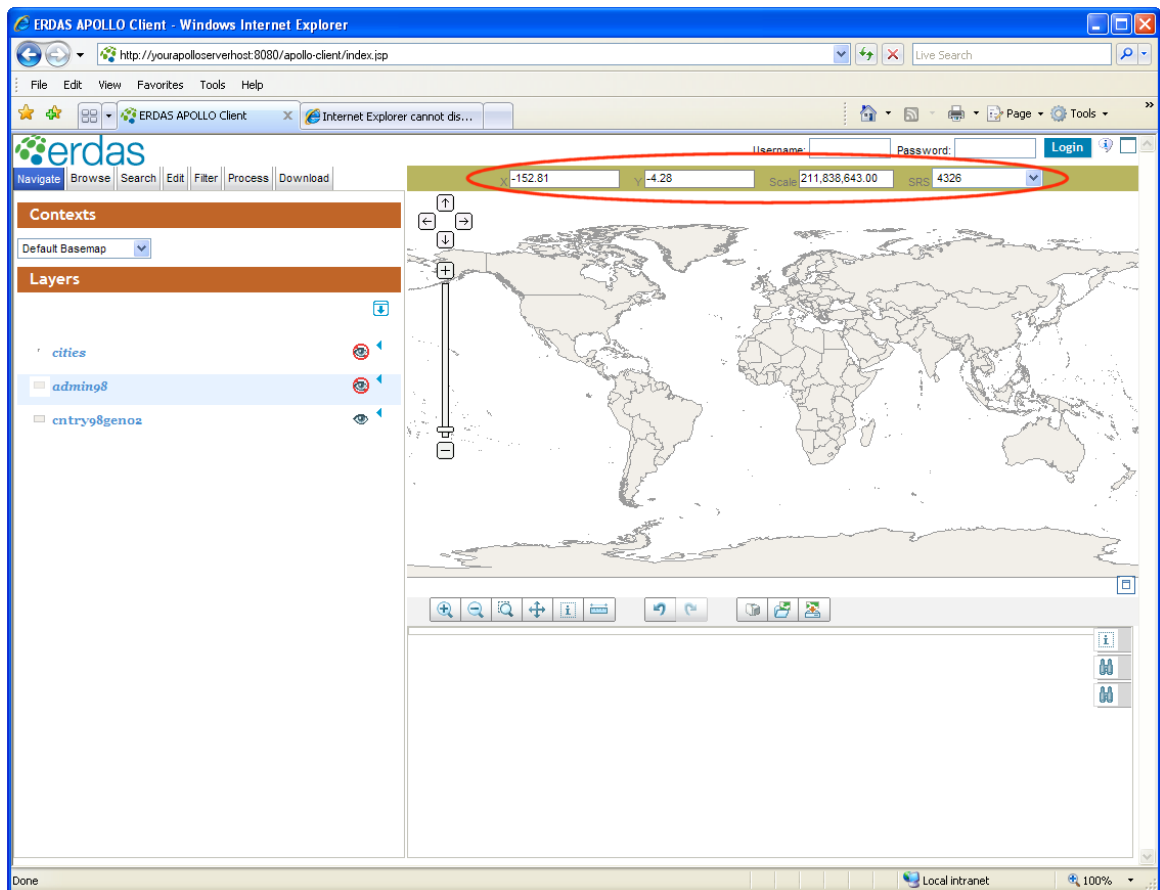 ERDAS APOLLO Client - Windows Internet Explorer
http://yourapolloserverhost:8080/apollo-client/index.jsp
Live Search
File Edit View Favorites Tools Help
ERDAS APOLLO Client X Internet Explorer cannot dis...
Page Tools »
erdas
Username: Password: Login
Navigate Browse Search Edit Filter Process Download
X -152.81 Y -4.28 Scale 211,838,643.00 SRS 4326
Contexts
Default Basemap
Layers
cities
admin98
cntry98gen02
Done
Local intranet
100%